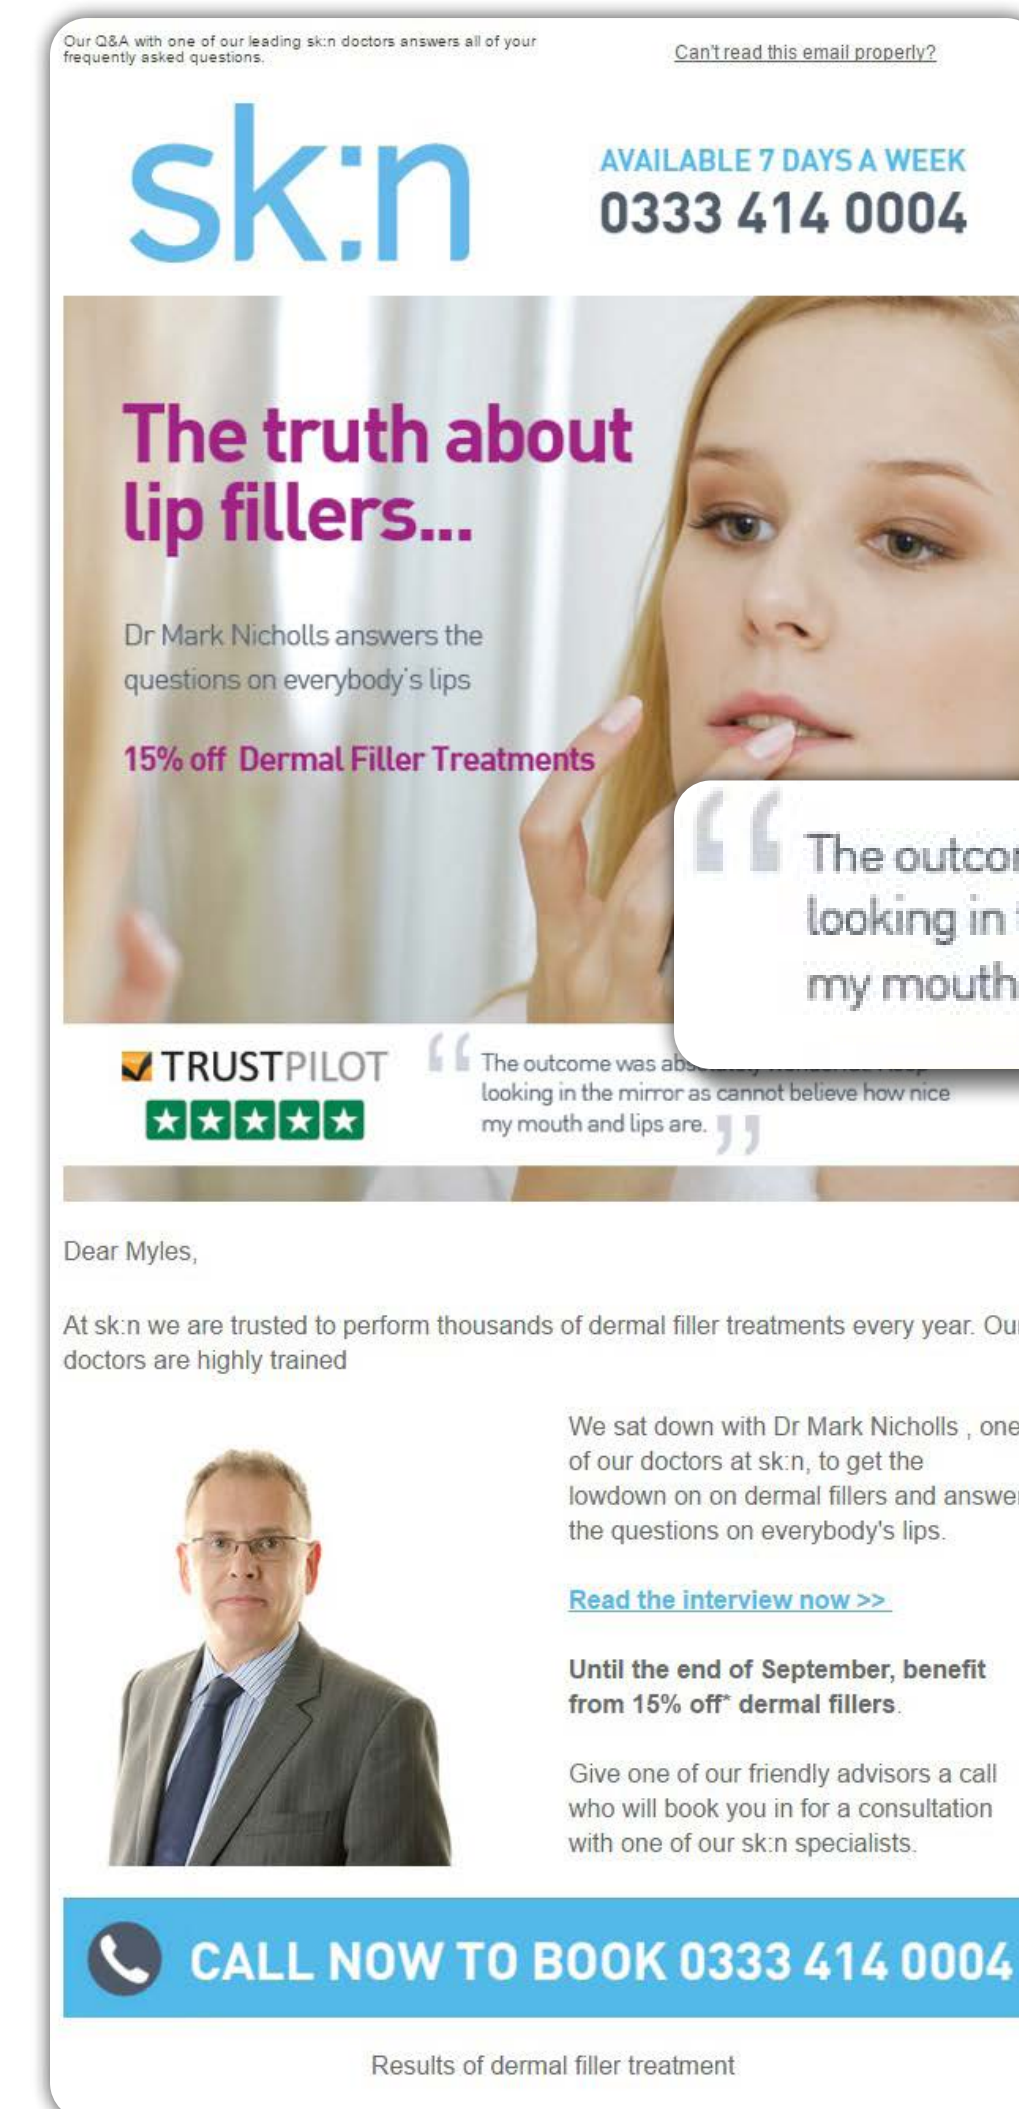 Our Q&A with one of our leading sk:n doctors answers all of your
frequently asked questions.
Can't read this email properly?
sk:n
AVAILABLE 7 DAYS A WEEK
0333 414 0004
The truth about
lip fillers...
Dr Mark Nicholls answers the
questions on everybody's lips
15% off Dermal Filler Treatments
“ The
looking in
my mouth
TRUSTPILOT
“ The outcome was
looking in the mirror as cannot believe how nice
my mouth and lips are. ”
Dear Myles,
At sk:n we are trusted to perform thousands of dermal filler treatments every year. Our
doctors are highly trained
We sat down with Dr Mark Nicholls , one
of our doctors at sk:n, to get the
lowdown on on dermal fillers and answer
the questions on everybody's lips.
Read the interview now >>
Until the end of September, benefit
from 15% off* dermal fillers.
Give one of our friendly advisors a call
who will book you in for a consultation
with one of our sk:n specialists.
CALL NOW TO BOOK 0333 414 0004
Results of dermal filler treatment